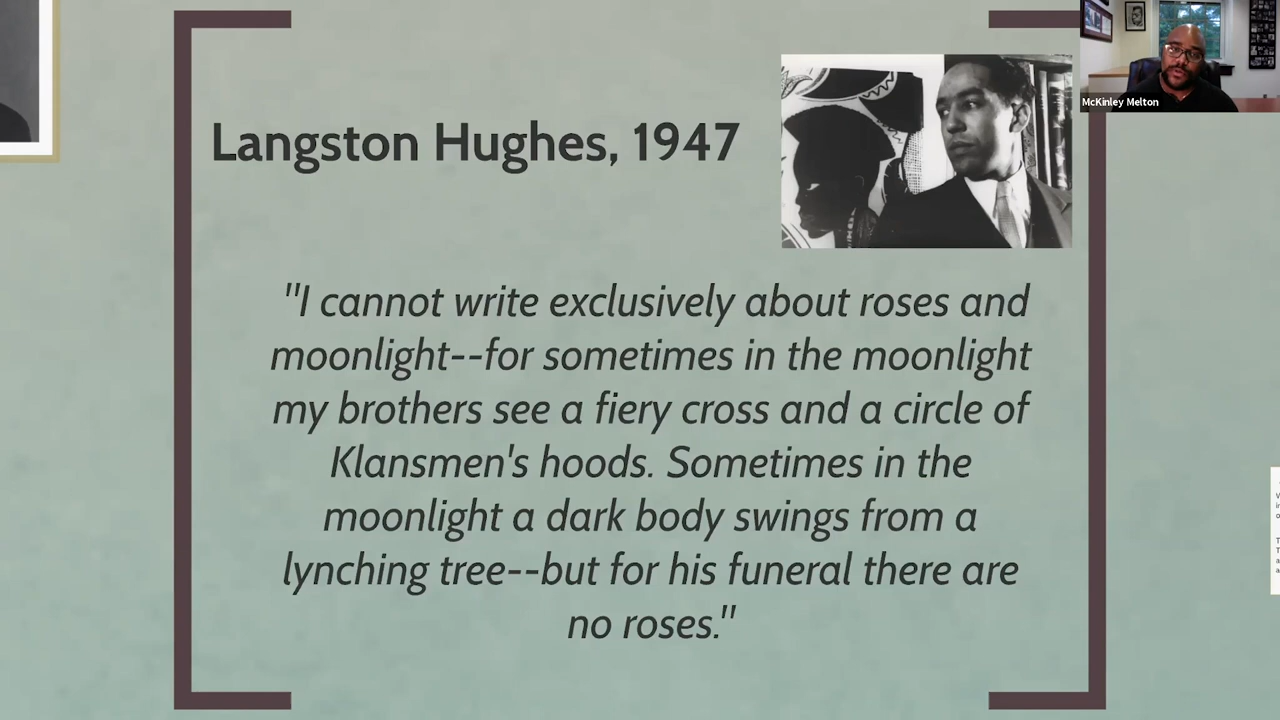 Langston Hughes, 1947
McKinley Melton
"I cannot write exclusively about roses and
moonlight--for sometimes in the moonlight
my brothers see a fiery cross and a circle of
Klansmen's hoods. Sometimes in the
moonlight a dark body swings from a
lynching tree--but for his funeral there are
no roses."